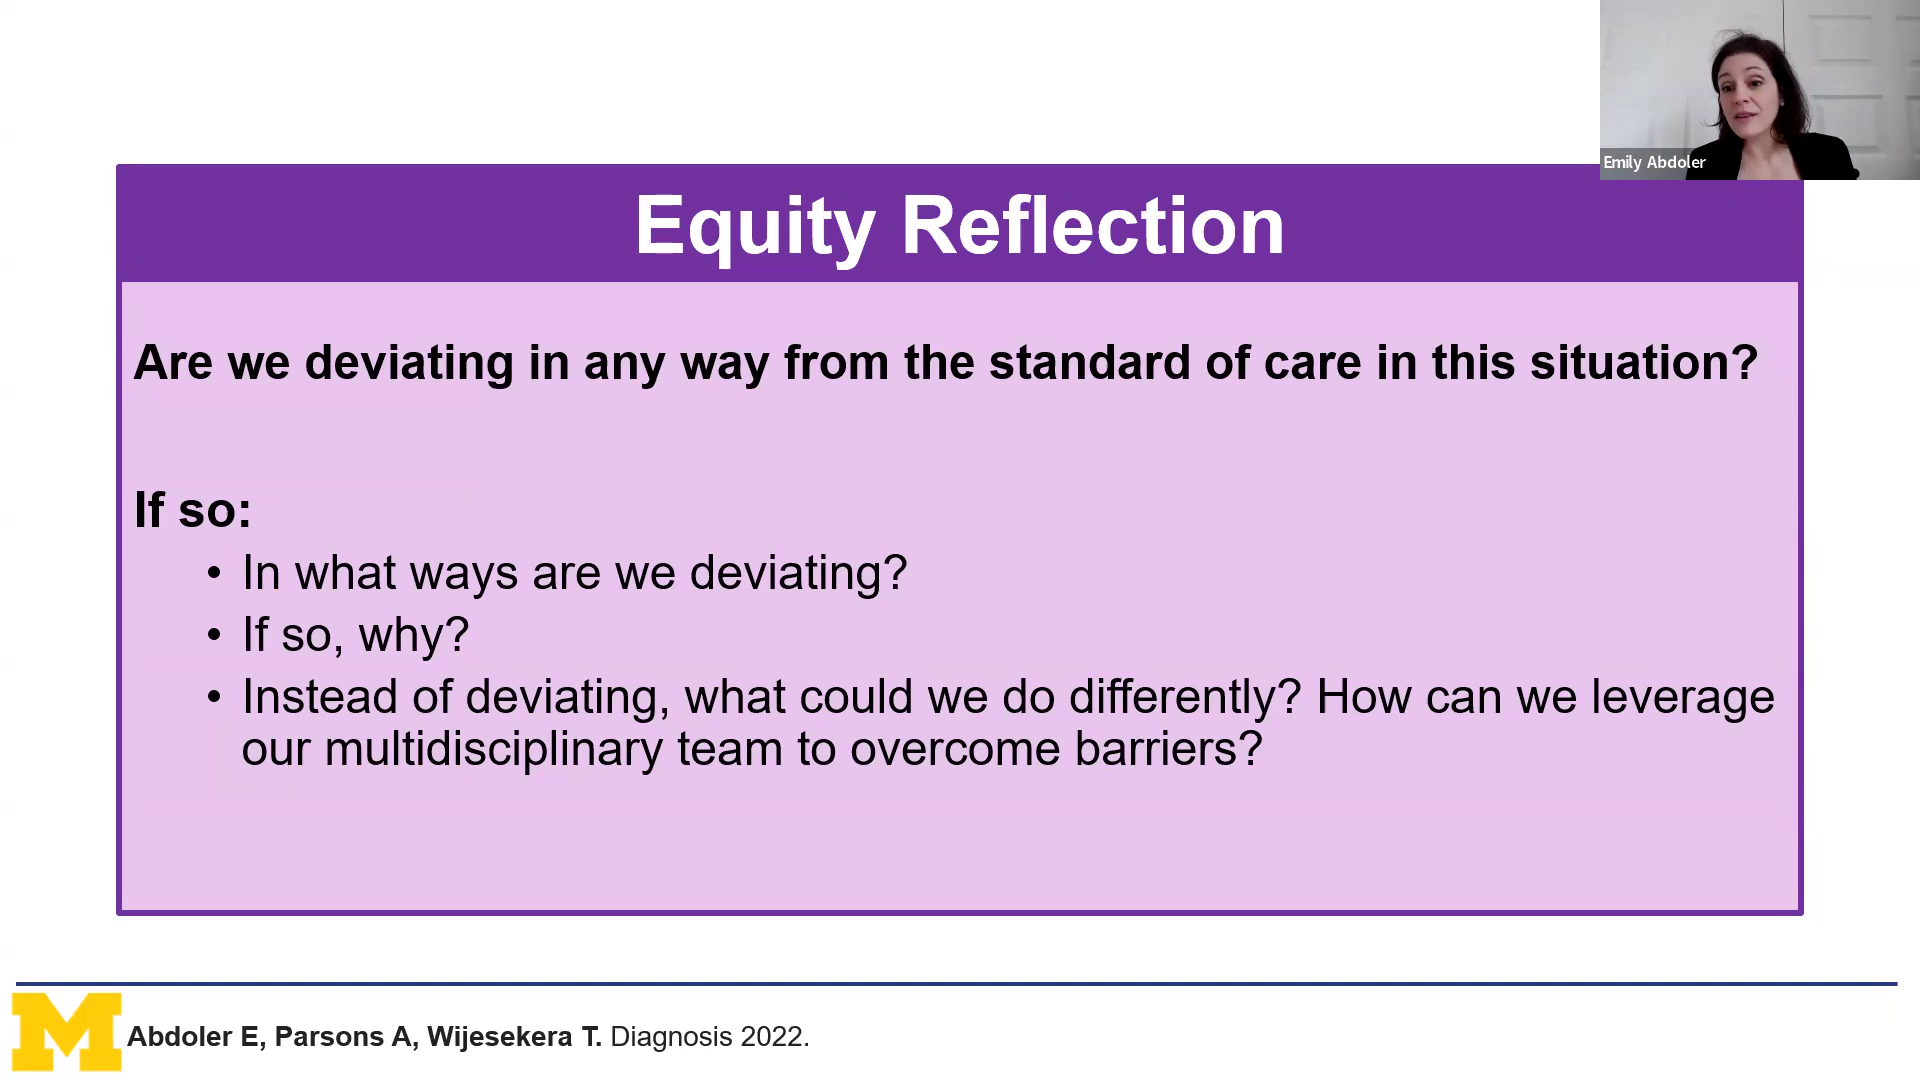 Emily Abdoler
Equity Reflection
Are we deviating in any way from the standard of care in this situation?
If so:
• In what ways are we deviating?
• If so, why?
• Instead of deviating, what could we do differently? How can we leverage
our multidisciplinary team to overcome barriers?
M
Abdoler E, Parsons A, Wijesekera T. Diagnosis 2022.